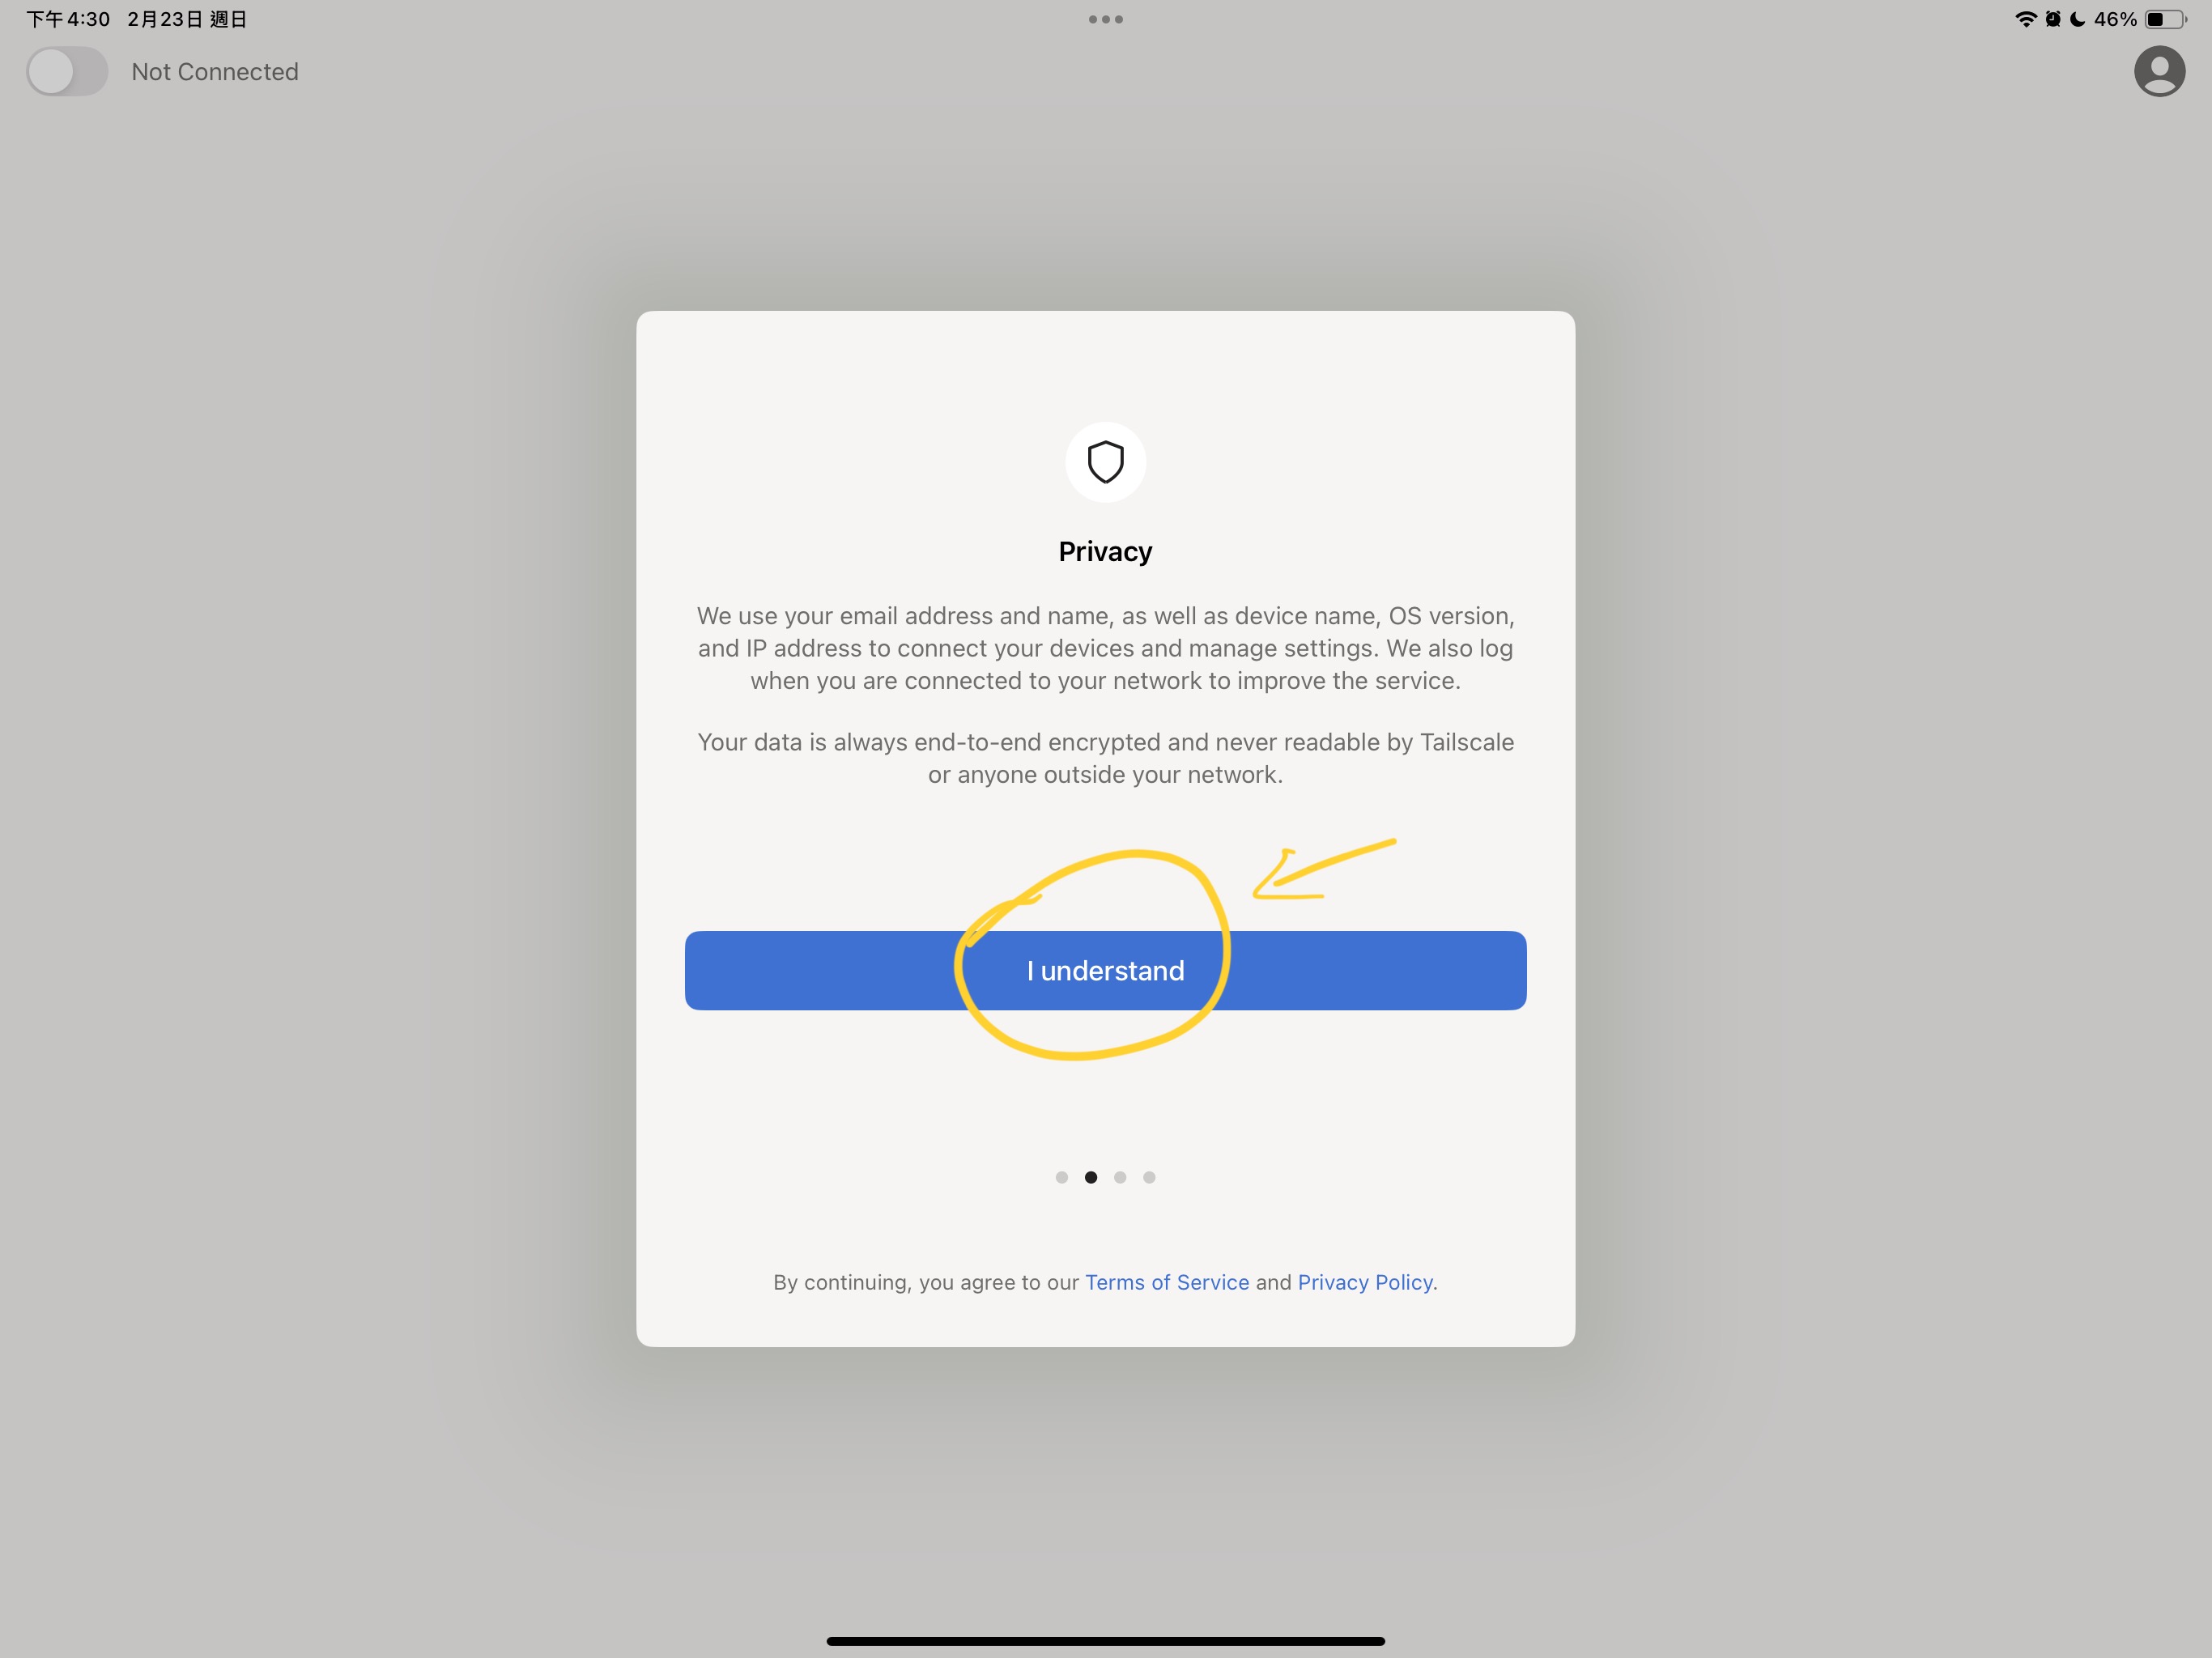 下午4:30 2月23日 週日
46%
Not Connected
Privacy
We use your email address and name, as well as device name, OS version,
and IP address to connect your devices and manage settings. We also log
when you are connected to your network to improve the service.
Your data is always end-to-end encrypted and never readable by Tailscale
or anyone outside your network.
I understand
By continuing, you agree to our Terms of Service and Privacy Policy.